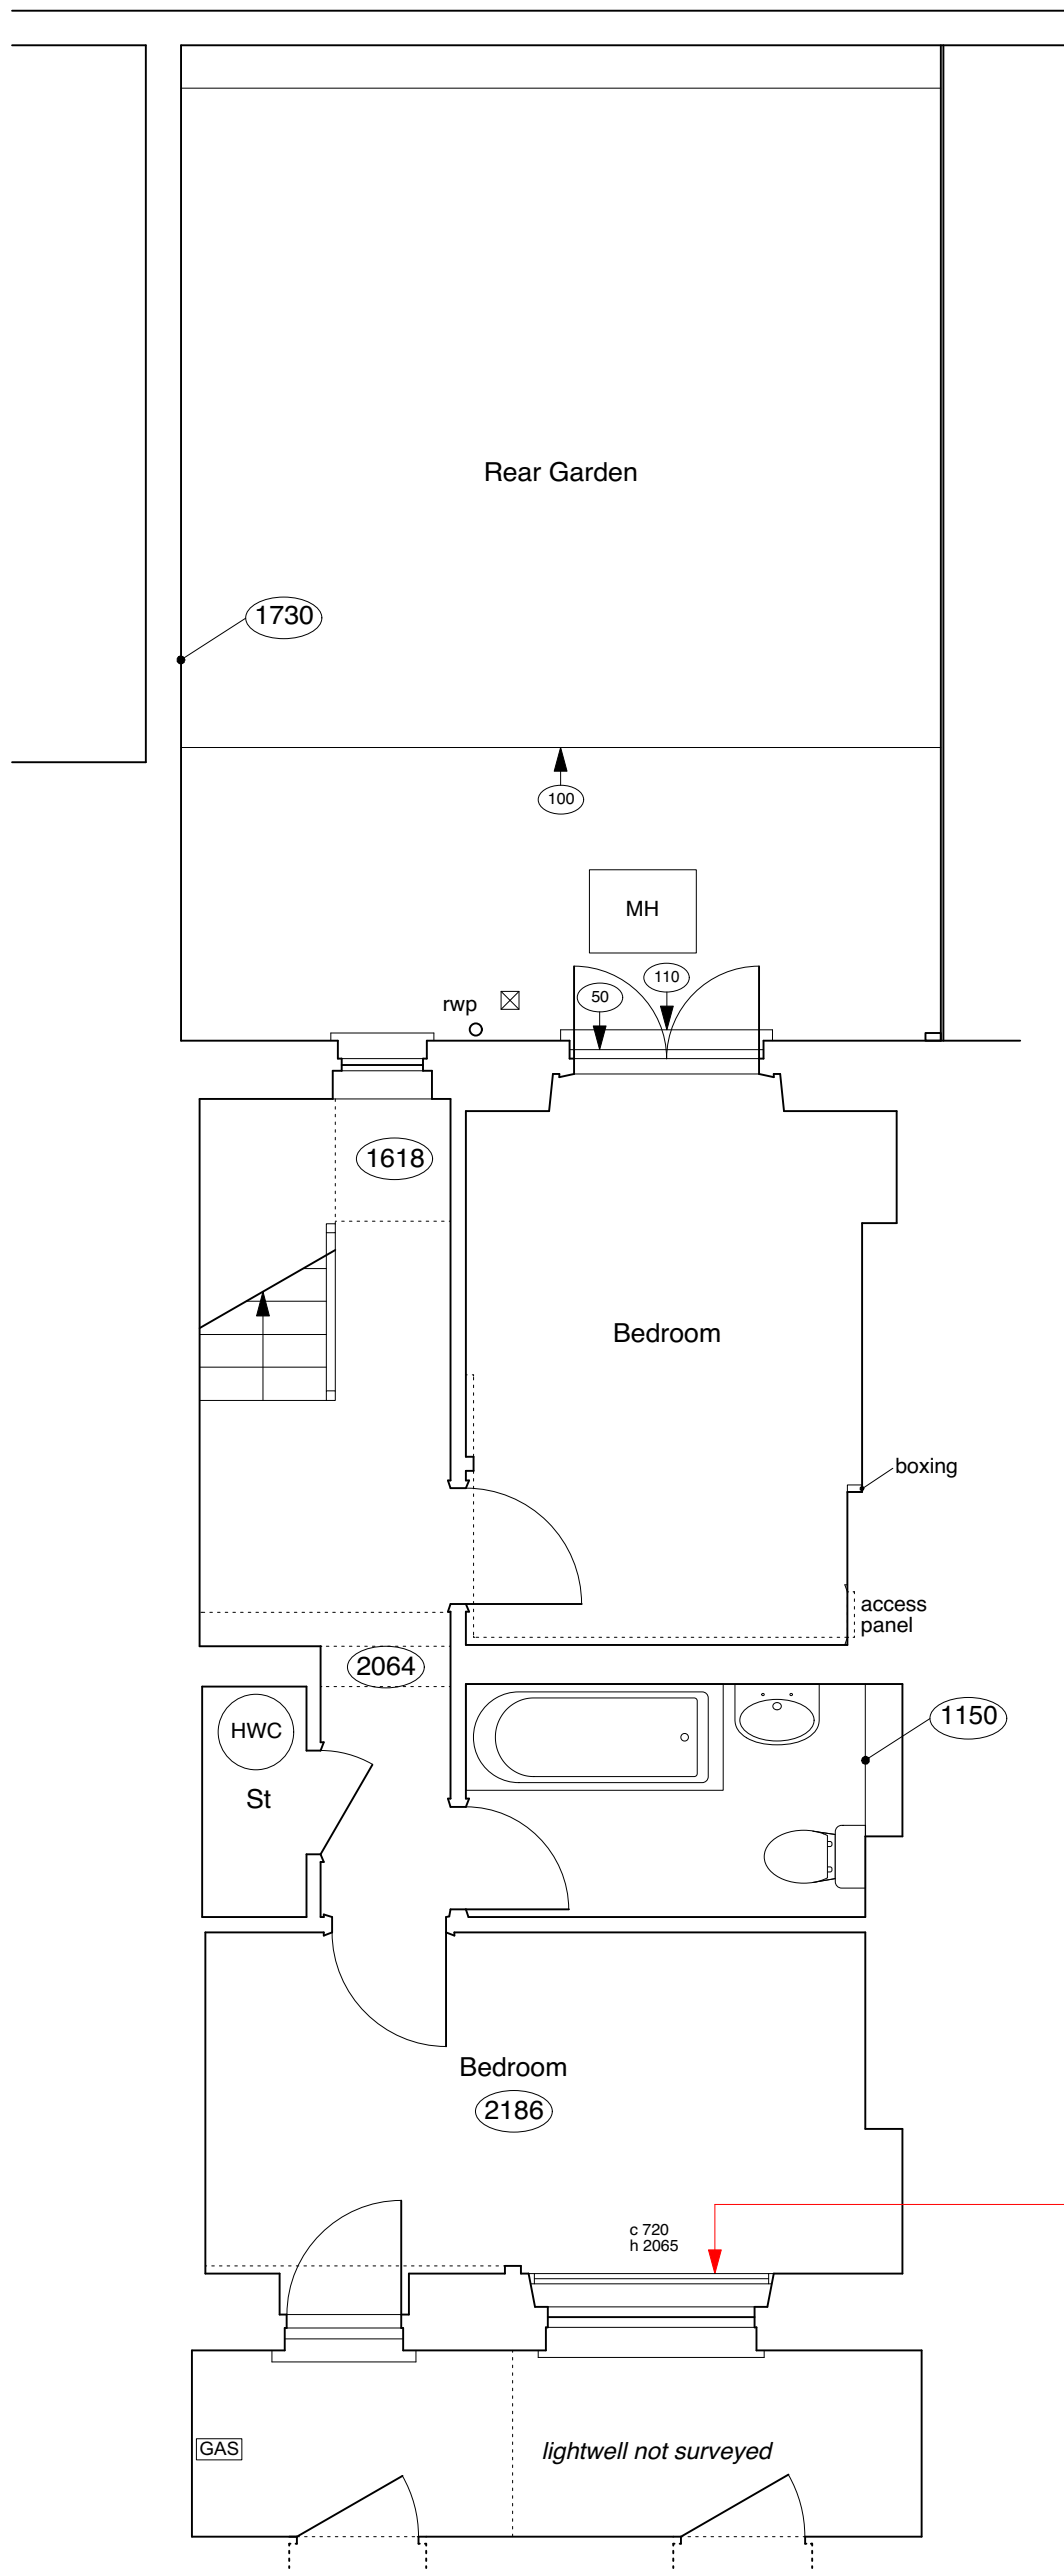 Rear Garden
1730
100
MH
110
50
rwp
1618
Bedroom
boxing
access
panel
2064
HWC
1150
St
Bedroom
2186
c 720
h 2065
GAS
lightwell not surveyed